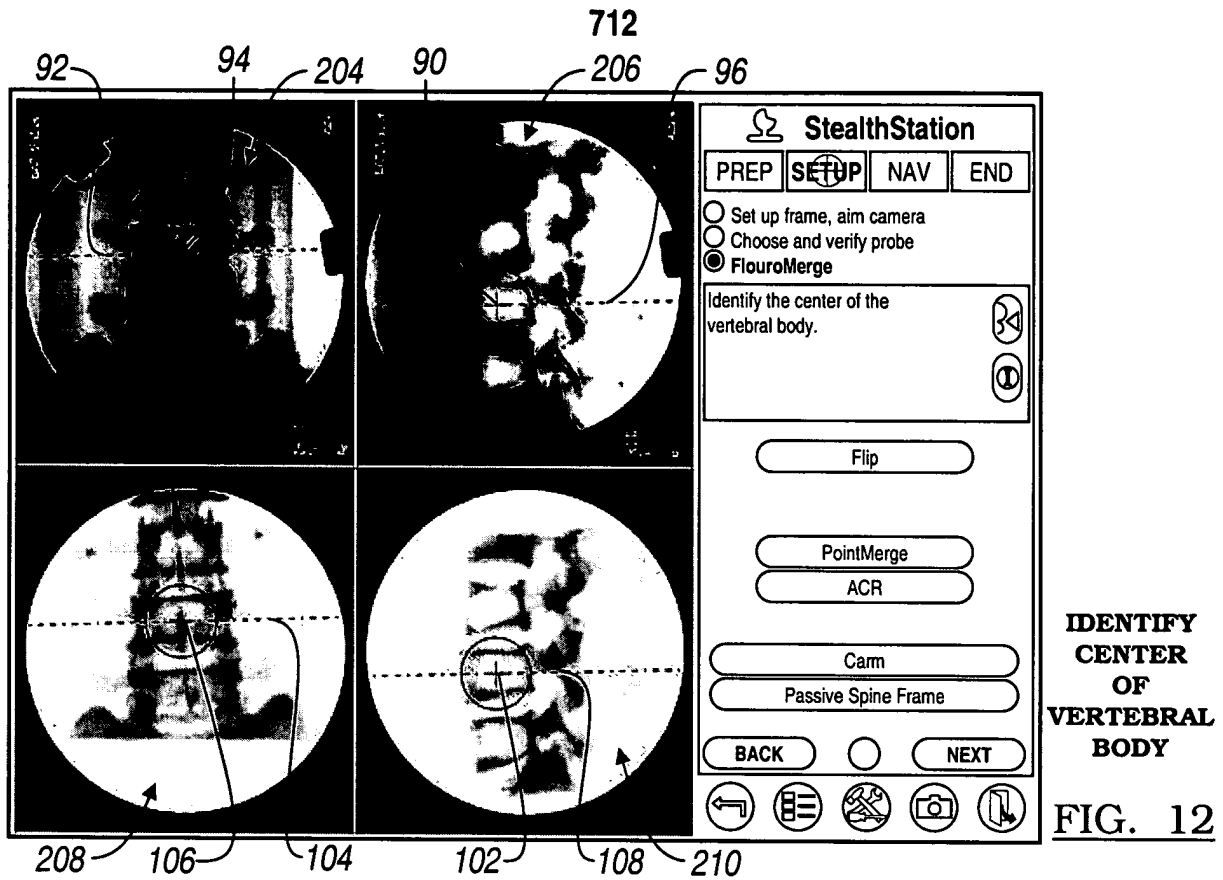 712
92 94 204 90 206 96
StealthStation
PREP SETUP NAV END
Set up frame, aim camera
Choose and verify probe
FlouroMerge
Identify the center of the
vertebral body.
Flip
PointMerge
ACR
Carm
Passive Spine Frame
BACK NEXT
IDENTIFY
CENTER
OF
VERTEBRAL
BODY
208 106 104 102 108 210
FIG. 12